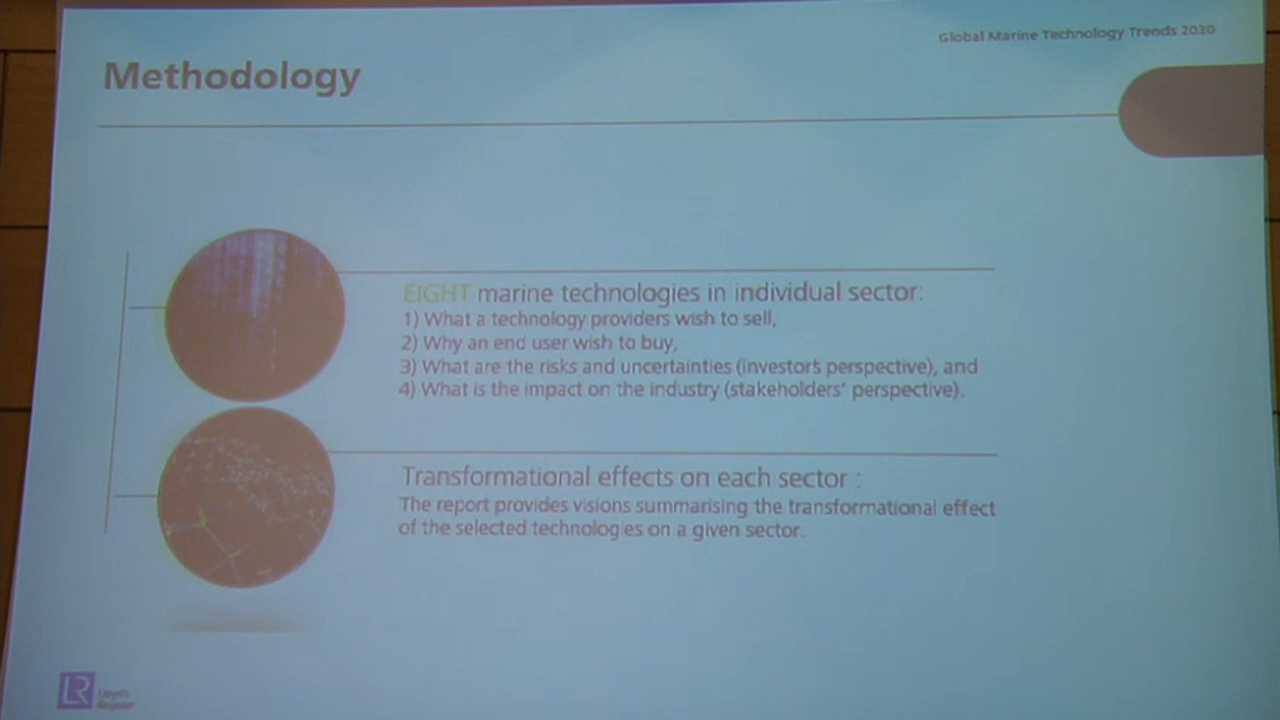 Global Marine Technology Trends 2030
Methodology
EIGHT marine technologies in individual sector:
1) What a technology providers wish to sell,
2) Why an end user wish to buy,
3) What are the risks and uncertainties (investor's perspective), and
4) What is the impact on the industry (stakeholders' perspective).
Transformational effects on each sector :
The report provides visions summarising the transformational effect
of the selected technologies on a given sector.
LR
Lloyd's
Register